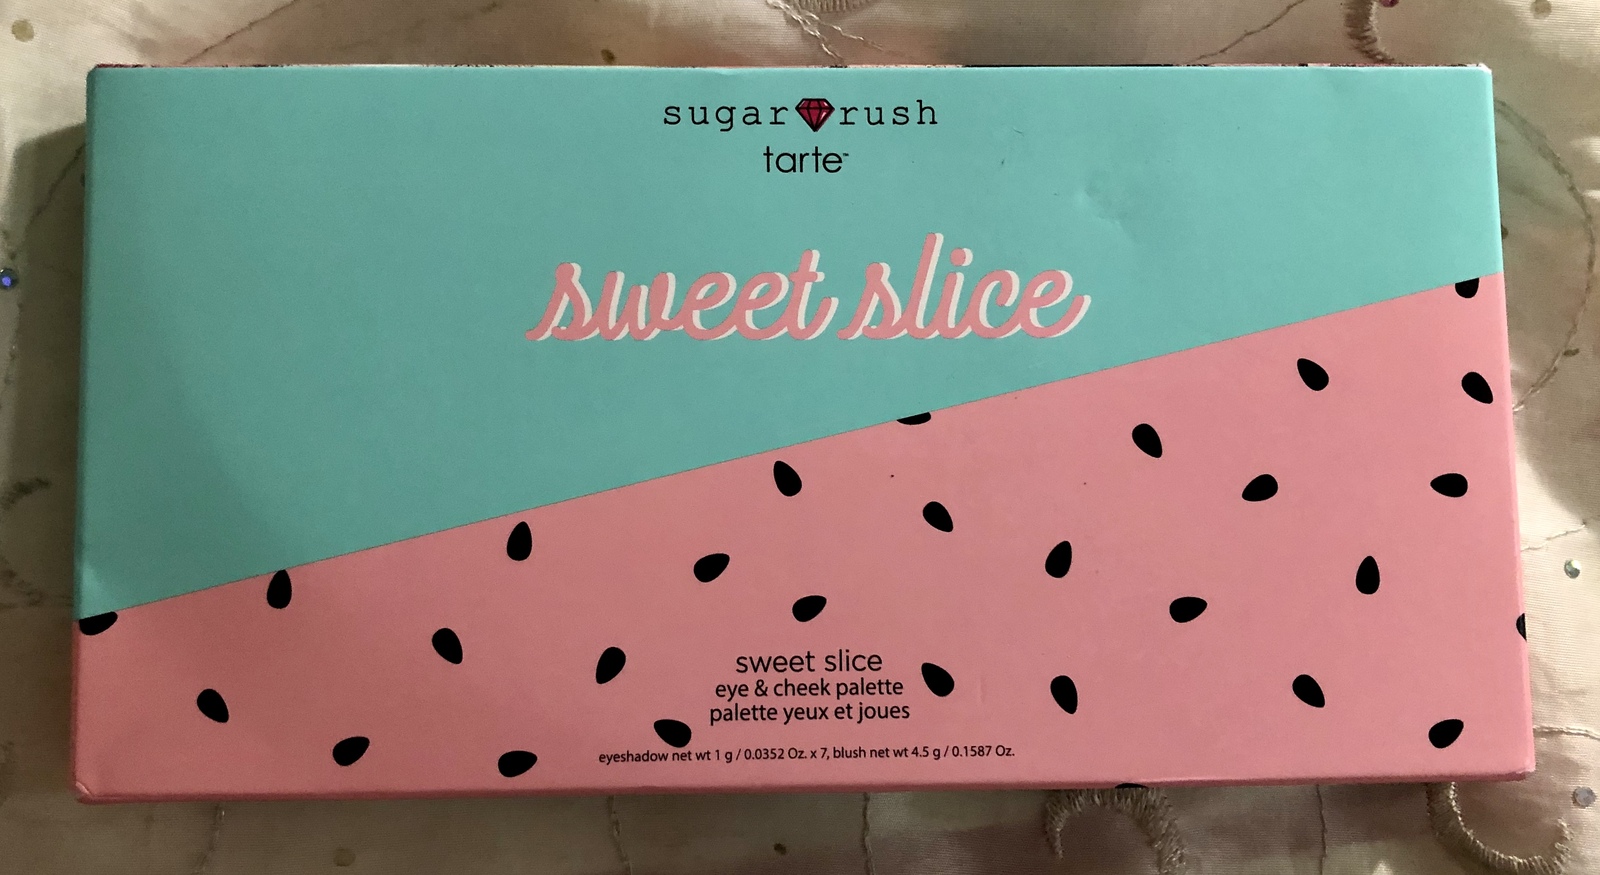 sugar rush
tarte™
sweet slice
sweet slice
eye & cheek palette
palette yeux et joues
eyeshadow net wt 1 g / 0.0352 Oz. x 7, blush net wt 4.5 g / 0.1587 Oz.